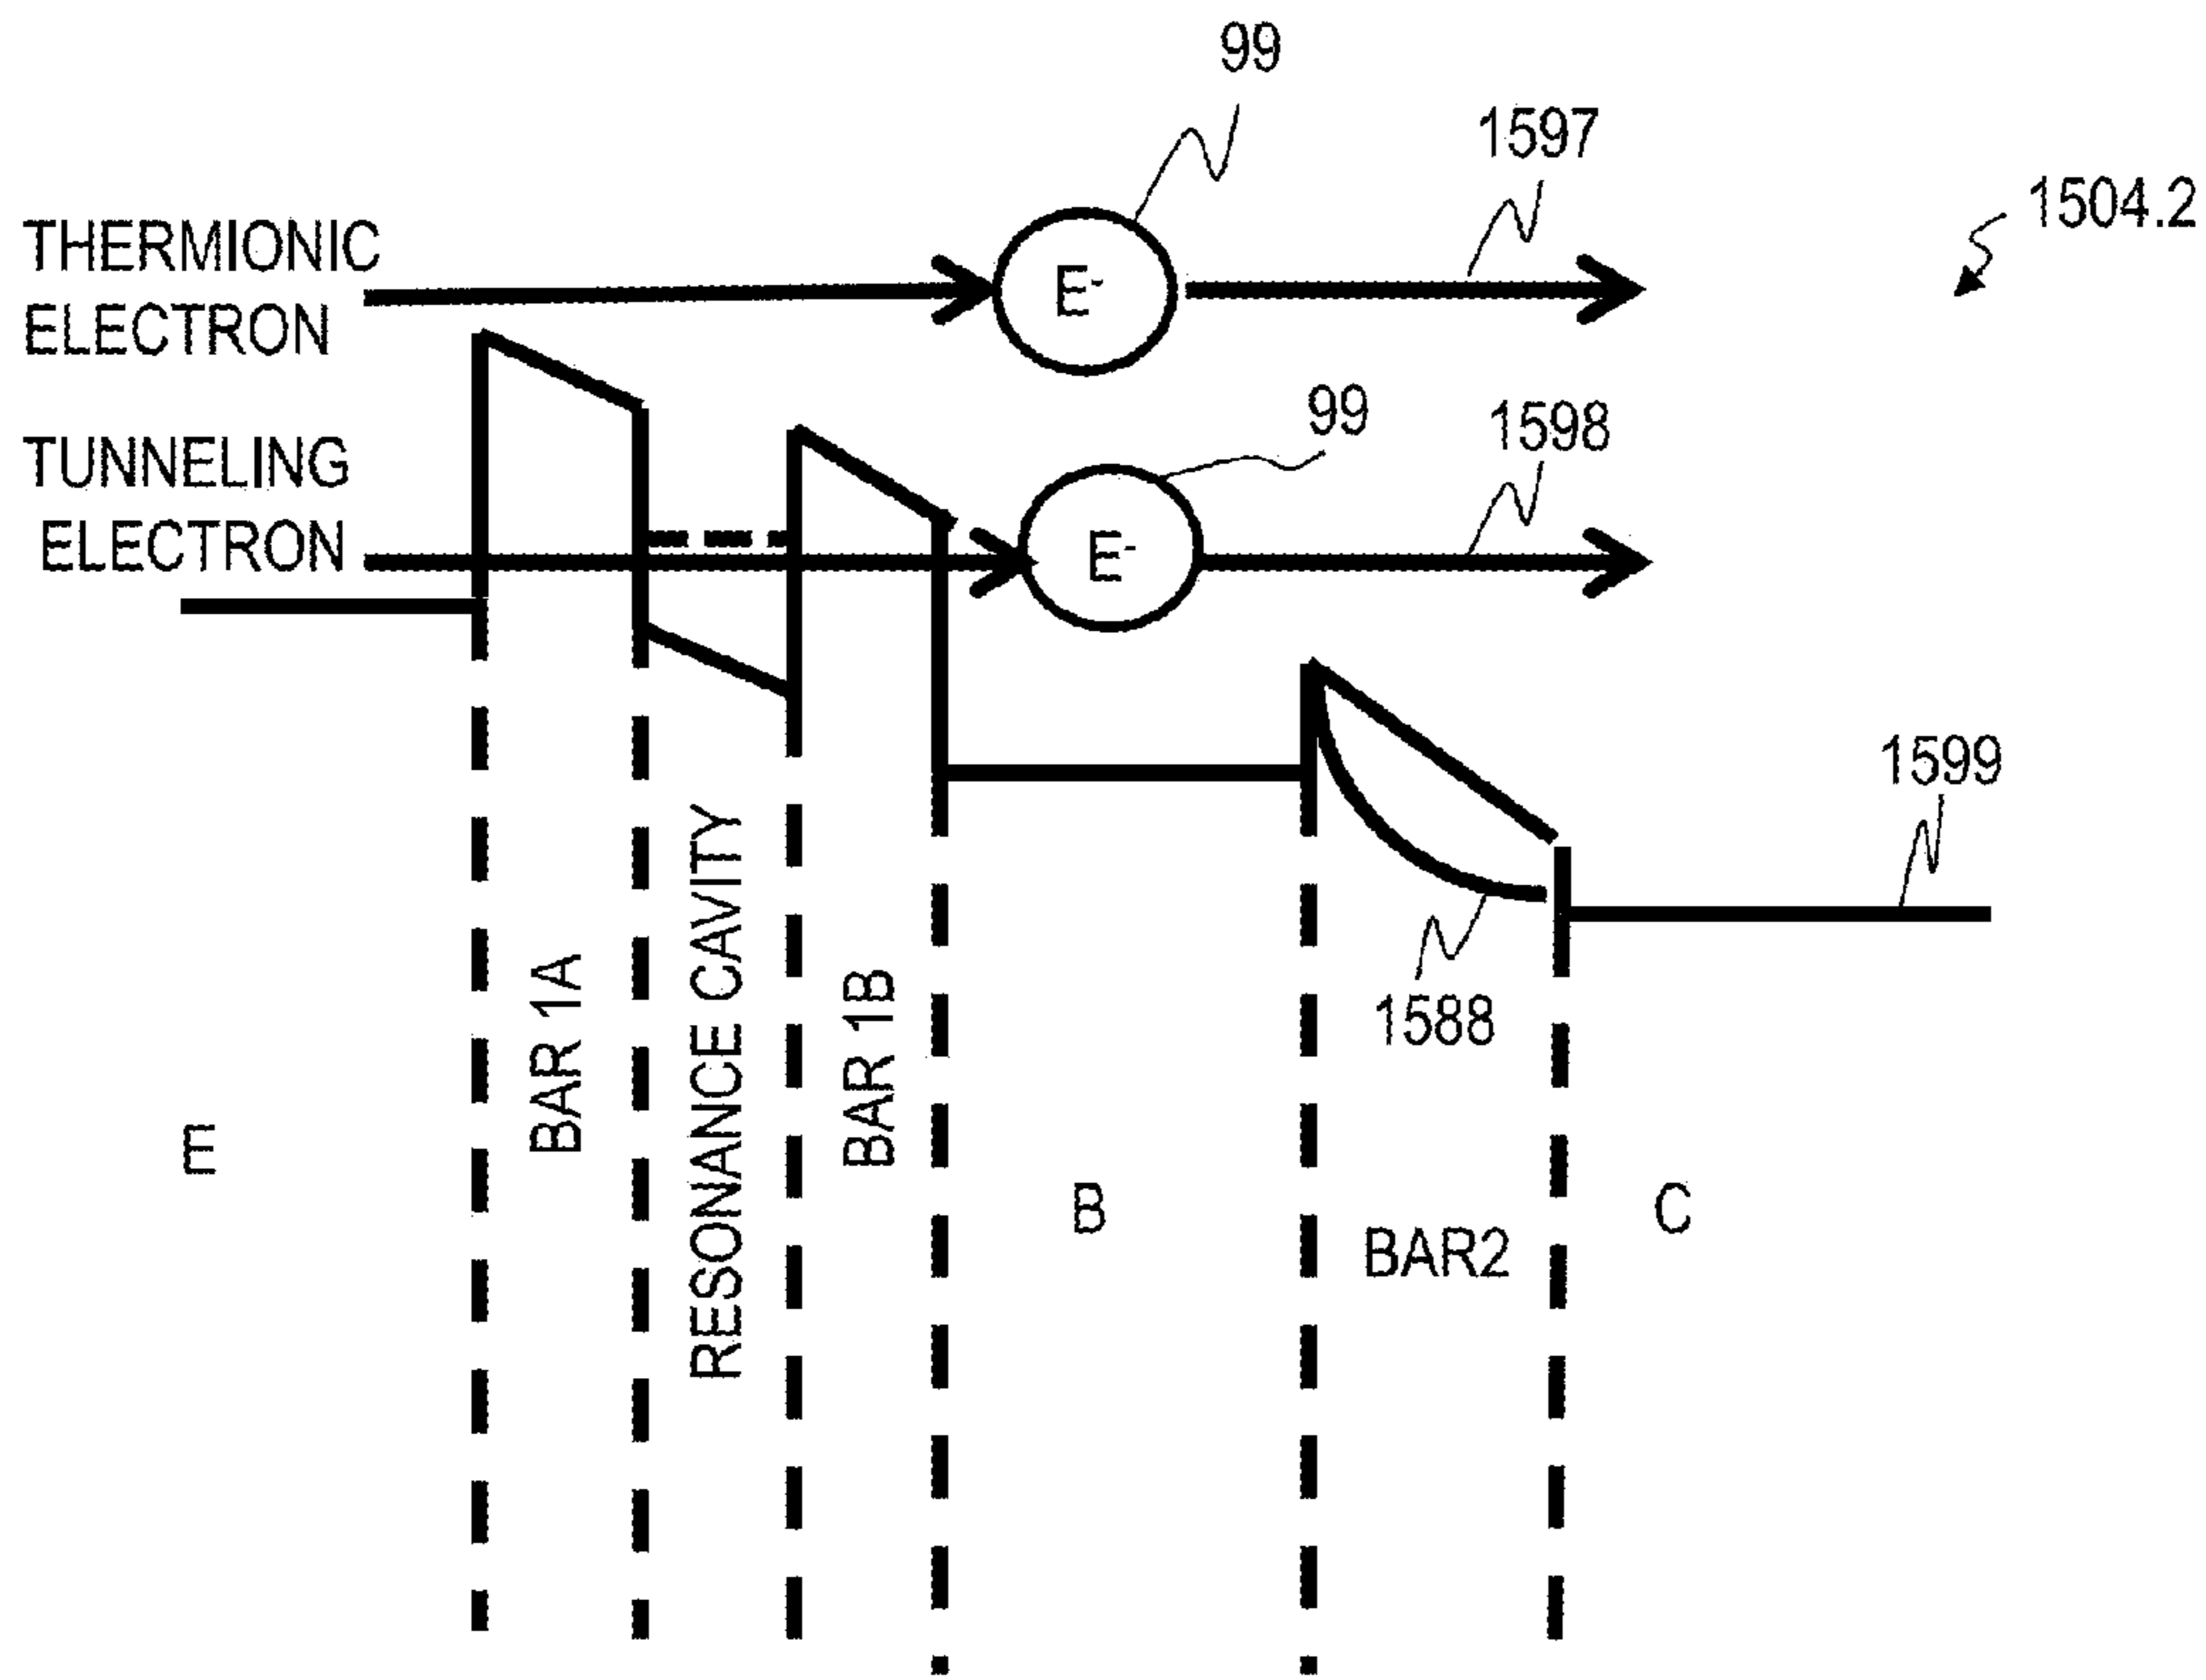 99
1597
1504.2
THERMIONIC
ELECTRON
E-
99
1598
TUNNELING
ELECTRON
E-
1599
1588
BAR 1A
RESONANCE CAVITY
BAR 1B
E
B
BAR2
C